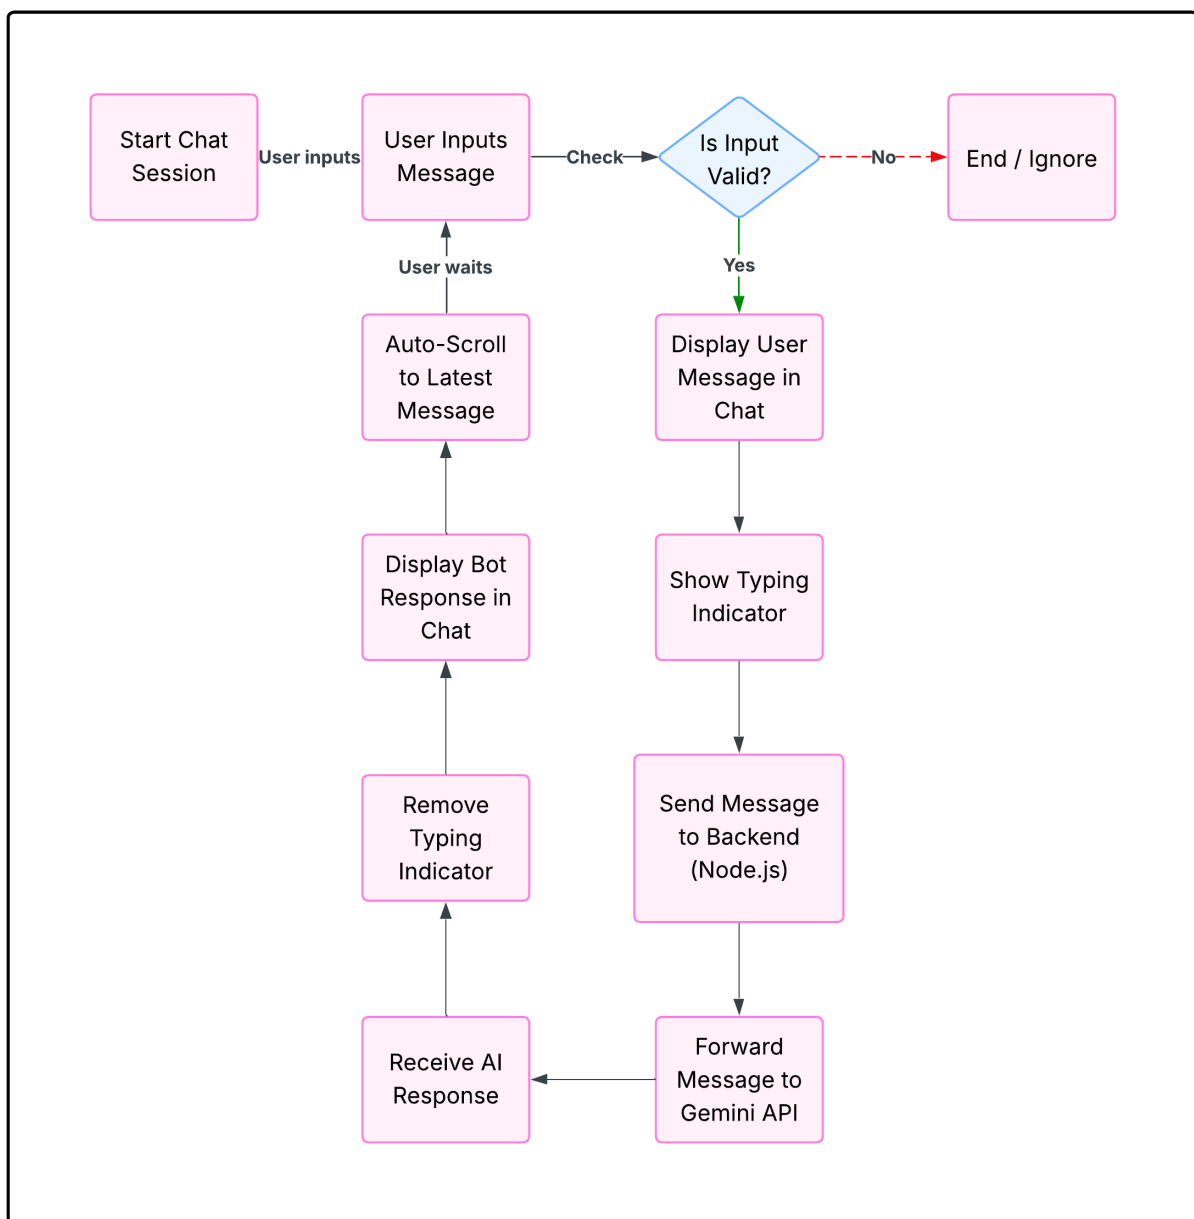 Start Chat
Session
User inputs
User Inputs
Message
Check
Is Input
Valid?
No
End / Ignore
User waits
Yes
Auto-Scroll
to Latest
Message
Display User
Message in
Chat
Display Bot
Response in
Chat
Show Typing
Indicator
Remove
Typing
Indicator
Send Message
to Backend
(Node.js)
Receive AI
Response
Forward
Message to
Gemini API